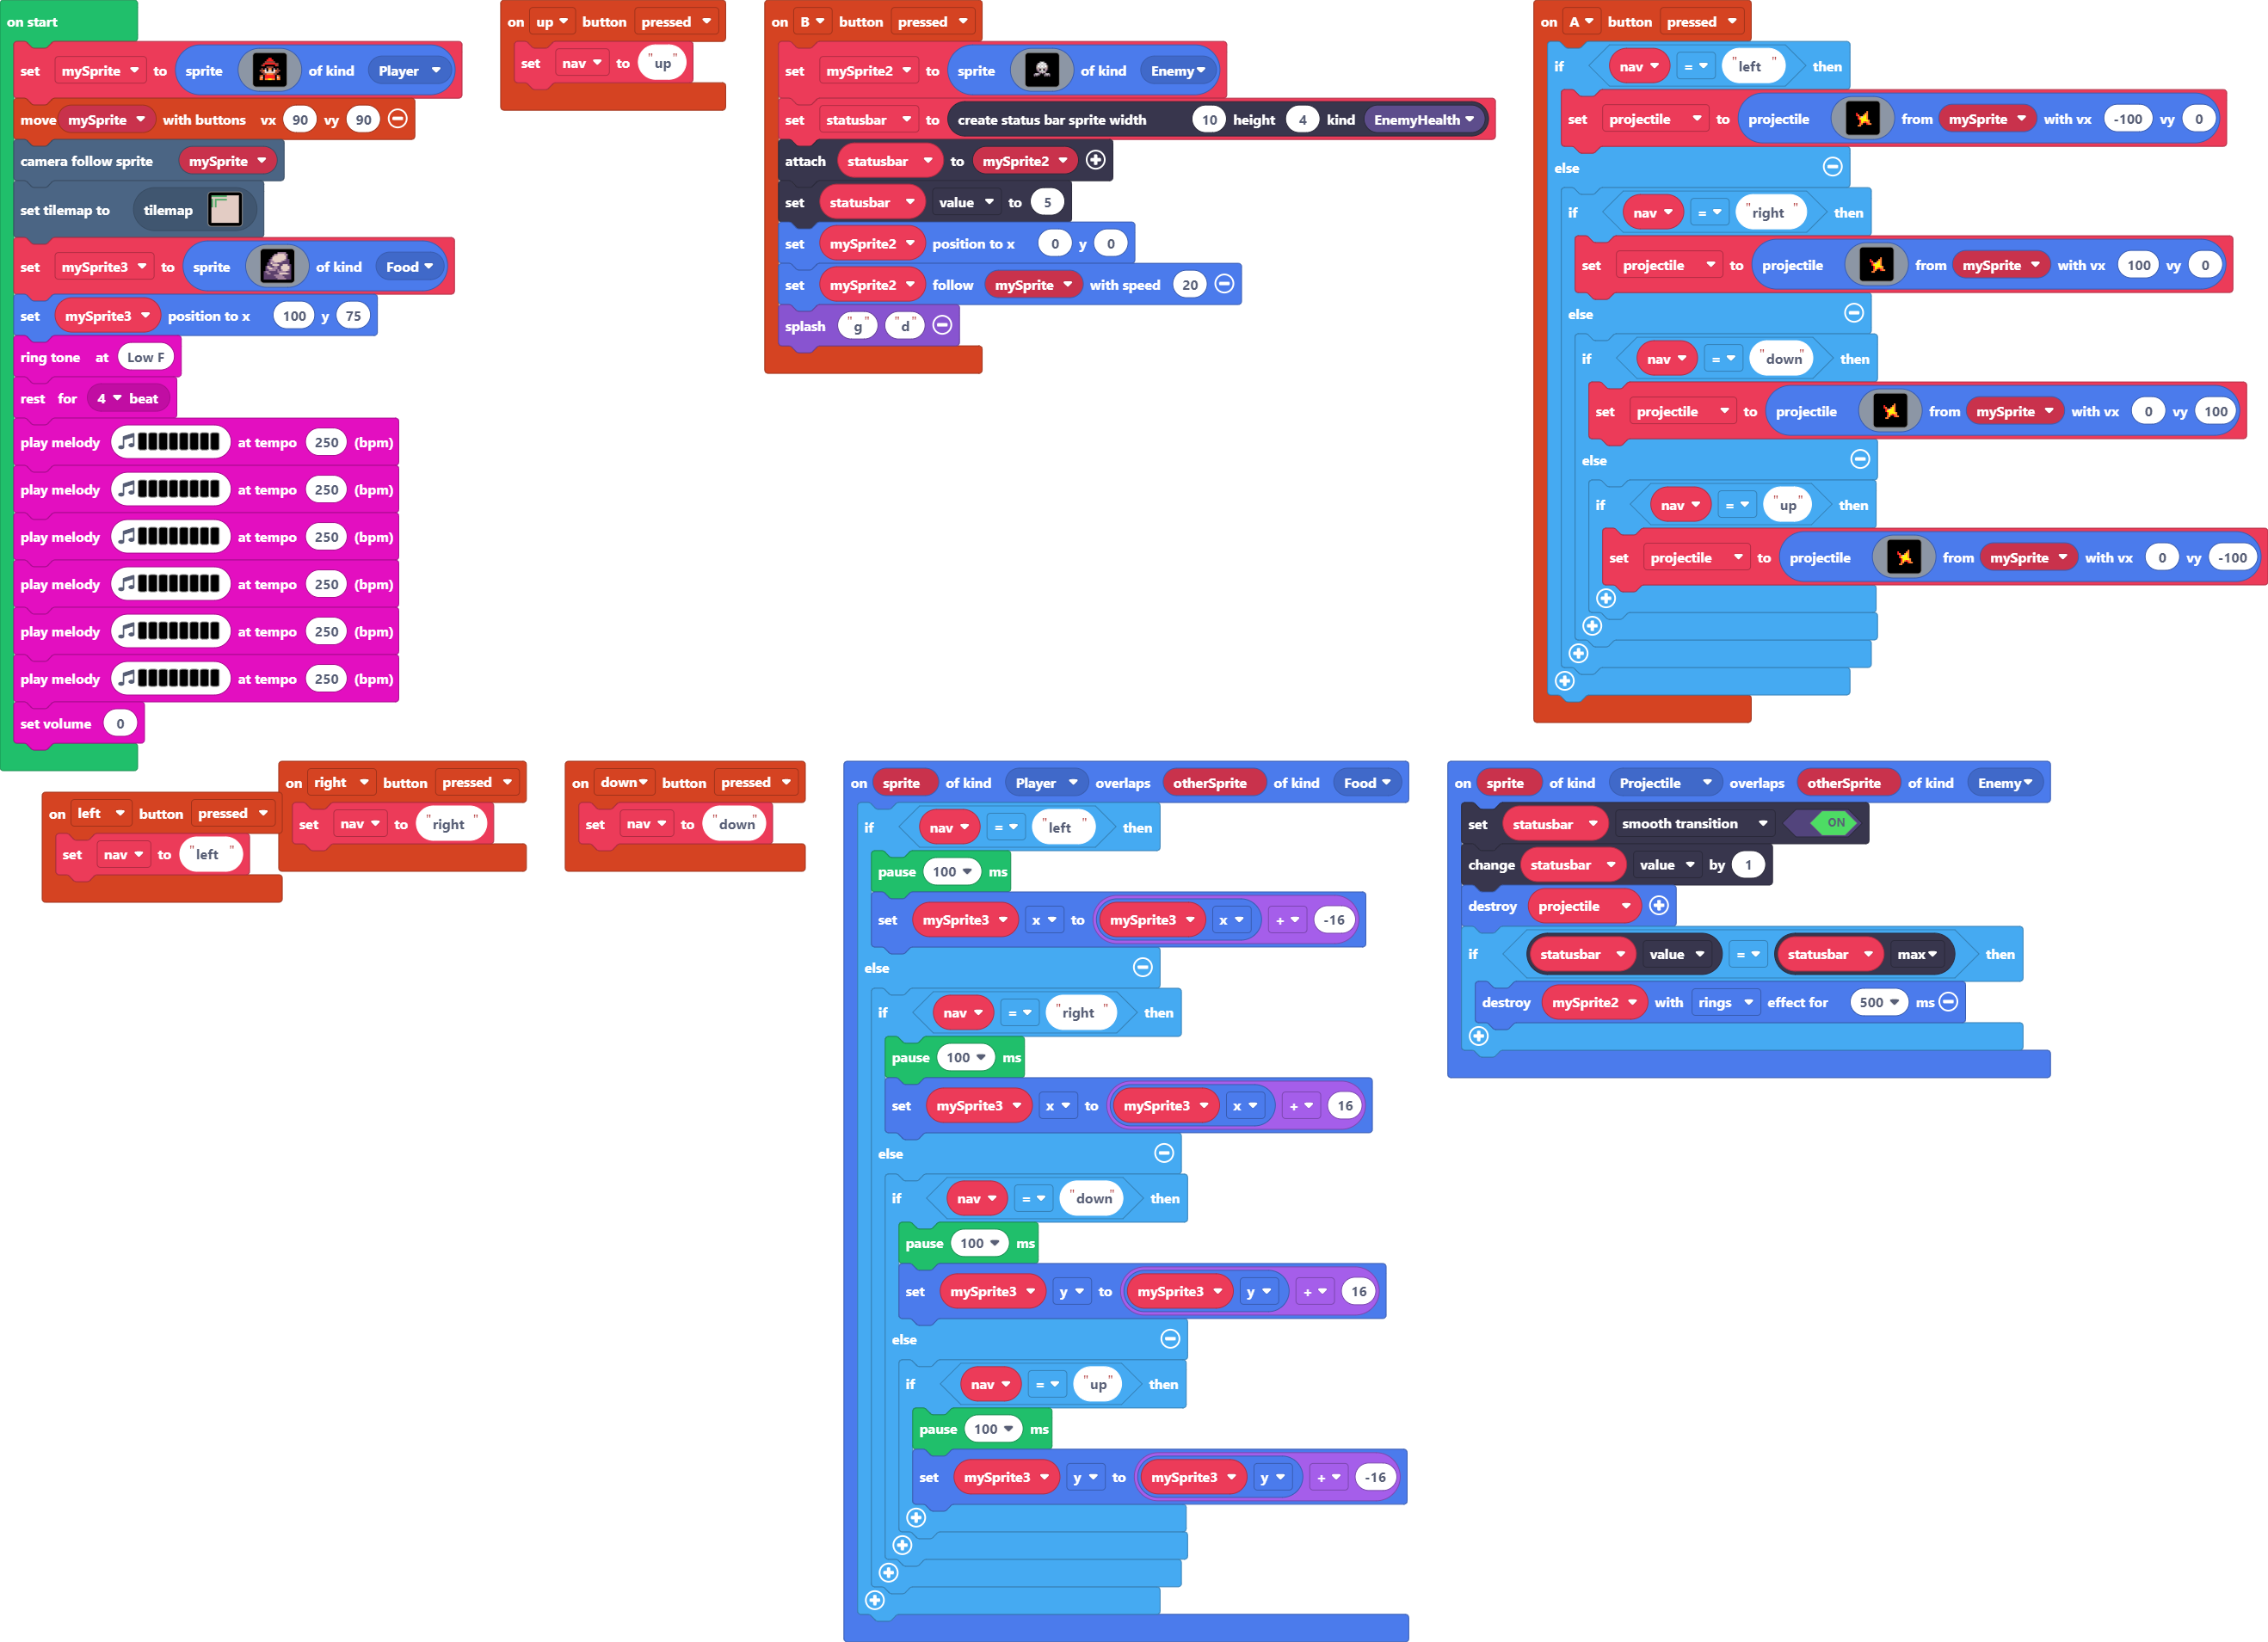 on start
set mySprite to sprite of kind Player
move mySprite with buttons vx 90 vy 90
camera follow sprite mySprite
set tilemap to tilemap
set mySprite3 to sprite of kind Food
set mySprite3 position to x 100 y 75
ring tone at Low F
rest for 4 beat
play melody at tempo 250 (bpm)
play melody at tempo 250 (bpm)
play melody at tempo 250 (bpm)
play melody at tempo 250 (bpm)
play melody at tempo 250 (bpm)
play melody at tempo 250 (bpm)
set volume 0
on up button pressed
set nav to "up"
on B button pressed
set mySprite2 to sprite of kind Enemy
set statusbar to create status bar sprite width 10 height 4 kind EnemyHealth
attach statusbar to mySprite2
set statusbar value to 5
set mySprite2 position to x 0 y 0
set mySprite2 follow mySprite with speed 20
splash "g" "d"
on A button pressed
if nav = "left" then
set projectile to projectile from mySprite with vx -100 vy 0
else
if nav = "right" then
set projectile to projectile from mySprite with vx 100 vy 0
else
if nav = "down" then
set projectile to projectile from mySprite with vx 0 vy 100
else
if nav = "up" then
set projectile to projectile from mySprite with vx 0 vy -100
on left button pressed
set nav to "left"
on right button pressed
set nav to "right"
on down button pressed
set nav to "down"
on sprite of kind Player overlaps otherSprite of kind Food
if nav = "left" then
pause 100 ms
set mySprite3 x to mySprite3 x + -16
else
if nav = "right" then
pause 100 ms
set mySprite3 x to mySprite3 x + 16
else
if nav = "down" then
pause 100 ms
set mySprite3 y to mySprite3 y + 16
else
if nav = "up" then
pause 100 ms
set mySprite3 y to mySprite3 y + -16
on sprite of kind Projectile overlaps otherSprite of kind Enemy
set statusbar smooth transition ON
change statusbar value by 1
destroy projectile
if statusbar value = statusbar max then
destroy mySprite2 with rings effect for 500 ms